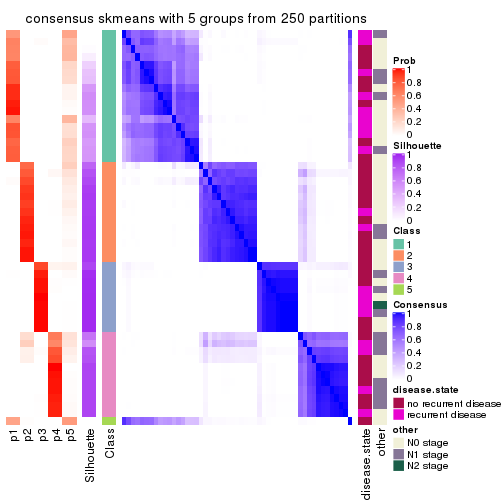 consensus skmeans with 5 groups from 250 partitions
p1
p2
p3
p4
p5
Silhouette
Class
disease.state
other
Prob
1
0.8
0.6
0.4
0.2
0
Silhouette
1
0.8
0.6
0.4
0.2
0
Class
1
2
3
4
5
Consensus
1
0.8
0.6
0.4
0.2
0
disease.state
no recurrent disease
recurrent disease
other
N0 stage
N1 stage
N2 stage